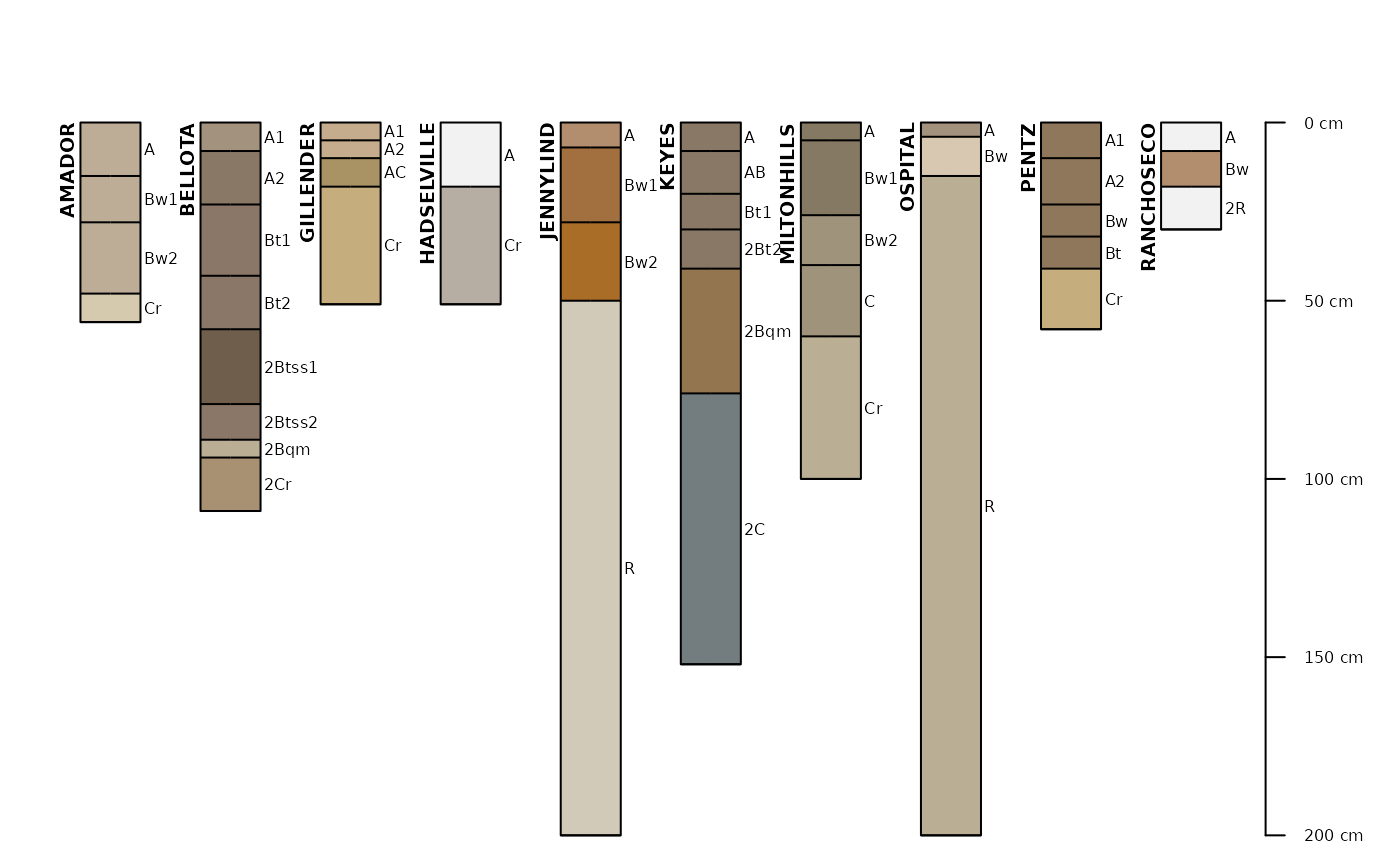 AMADOR
A
Bw1
Bw2
Cr
BELLOTA
A1
A2
Bt1
Bt2
2Btss1
2Btss2
2Bqm
2Cr
GILLENDER
A1
A2
AC
Cr
HADSELVILLE
A
Cr
JENNYLIND
A
Bw1
Bw2
R
KEYES
A
AB
Bt1
2Bt2
2Bqm
2C
MILTONHILLS
A
Bw1
Bw2
C
Cr
OSPITAL
A
Bw
R
PENTZ
A1
A2
Bw
Bt
Cr
RANCHOSECO
A
Bw
2R
0 cm
50 cm
100 cm
150 cm
200 cm